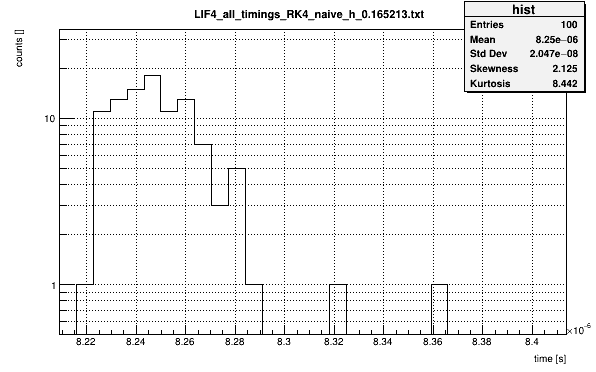 LIF4_all_timings_RK4_naive_h_0.165213.txt
hist
Entries 100
Mean 8.25e−06
Std Dev 2.047e−08
Skewness 2.125
Kurtosis 8.442
counts []
10
1
8.22 8.24 8.26 8.28 8.3 8.32 8.34 8.36 8.38 8.4
×10⁻⁶
time [s]